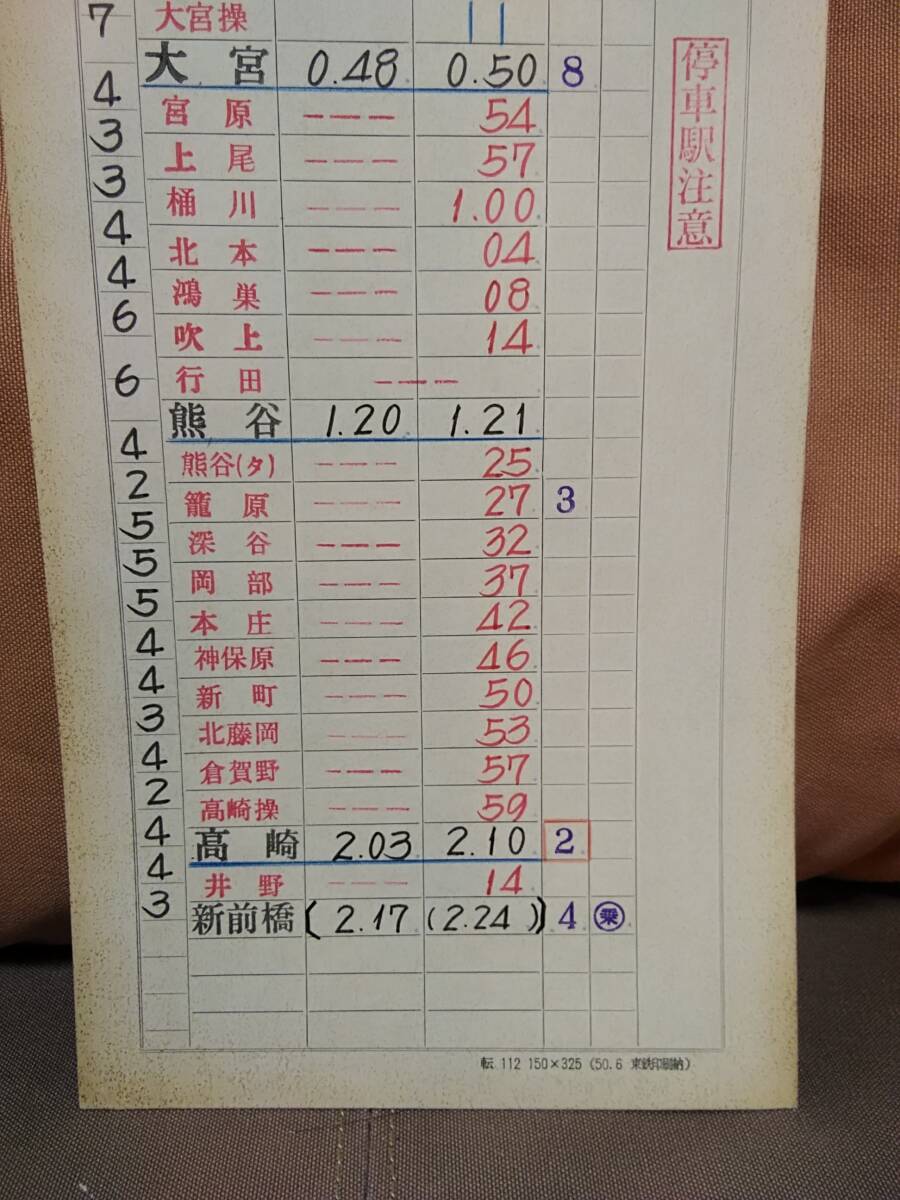 7 大宮操 | |
大宮 0.48 0.50 8
4
宮原 --- 54
3
上尾 --- 57
3
桶川 --- 1.00
4
北本 --- 04
4
鴻巣 --- 08
6
吹上 --- 14
6
行田 ---
熊谷 1.20 1.21
4
熊谷(タ) --- 25
2
籠原 --- 27 3
5
深谷 --- 32
5
岡部 --- 37
5
本庄 --- 42
4
神保原 --- 46
4
新町 --- 50
3
北藤岡 --- 53
4
倉賀野 --- 57
2
高崎操 --- 59
4
高崎 2.03 2.10 2
4
井野 --- 14
3
新前橋 (2.17 (2.24)) 4 ㊩
停車駅注意
転 112 150×325 (50.6 東鉄印刷納)